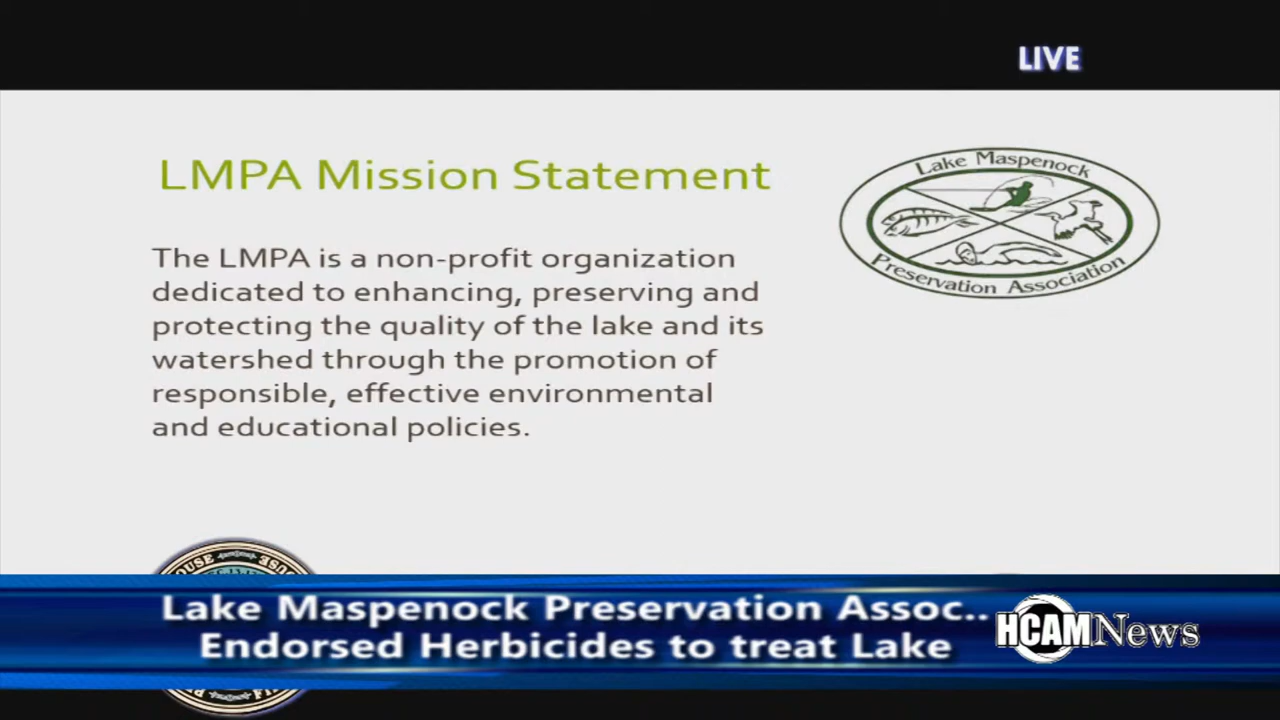 LIVE
LMPA Mission Statement
The LMPA is a non-profit organization
dedicated to enhancing, preserving and
protecting the quality of the lake and its
watershed through the promotion of
responsible, effective environmental
and educational policies.
Lake Maspenock
Preservation Association
Lake Maspenock Preservation Assoc..
Endorsed Herbicides to treat Lake
HCAMNews